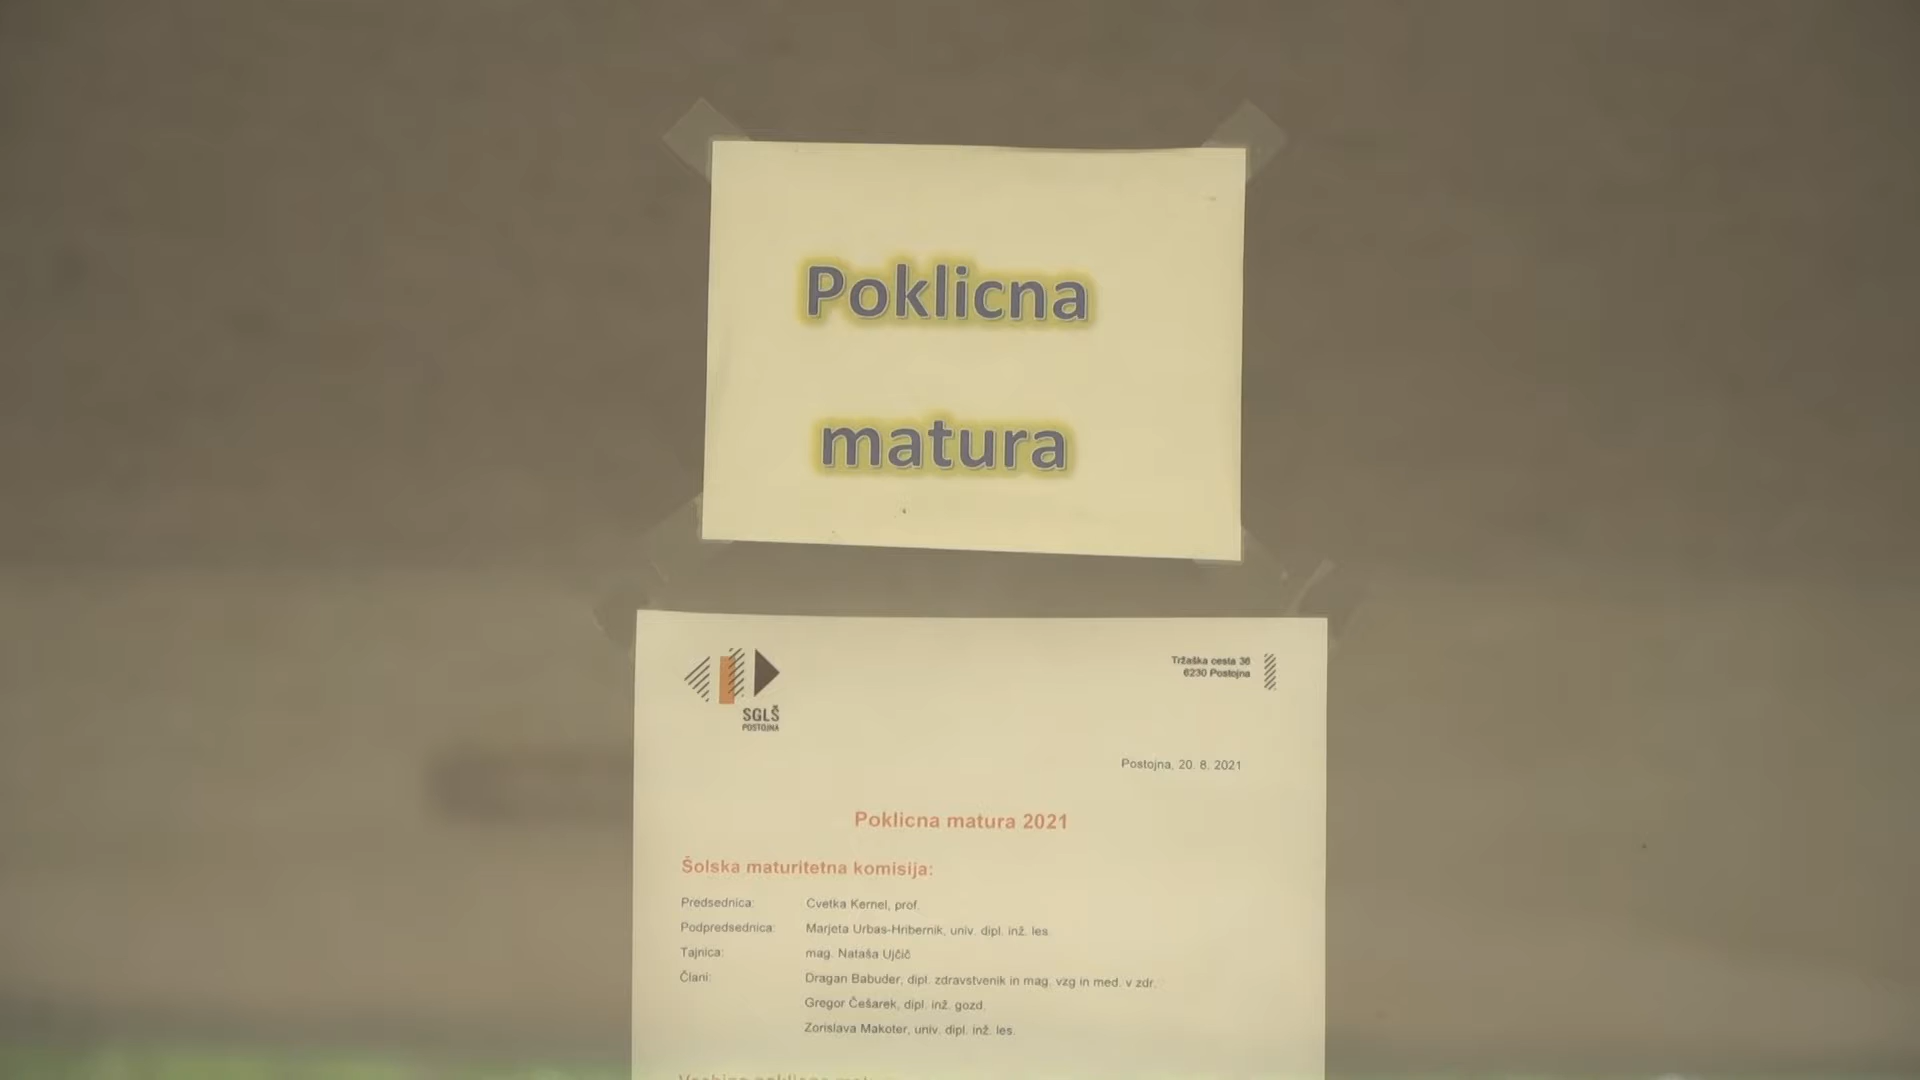 Poklicna
matura
SGLŠ
POSTOJNA
Tržaška cesta 36
6230 Postojna
Postojna, 20. 8. 2021
Poklicna matura 2021
Šolska maturitetna komisija:
Predsednica: Cvetka Kernel, prof.
Podpredsednica: Marjeta Urbas-Hribernik, univ. dipl. inž. les.
Tajnica: mag. Nataša Ujčič
Člani: Dragan Babuder, dipl. zdravstvenik in mag. vzg in med. v zdr.
Gregor Češarek, dipl. inž. gozd.
Zorislava Makoter, univ. dipl. inž. les.